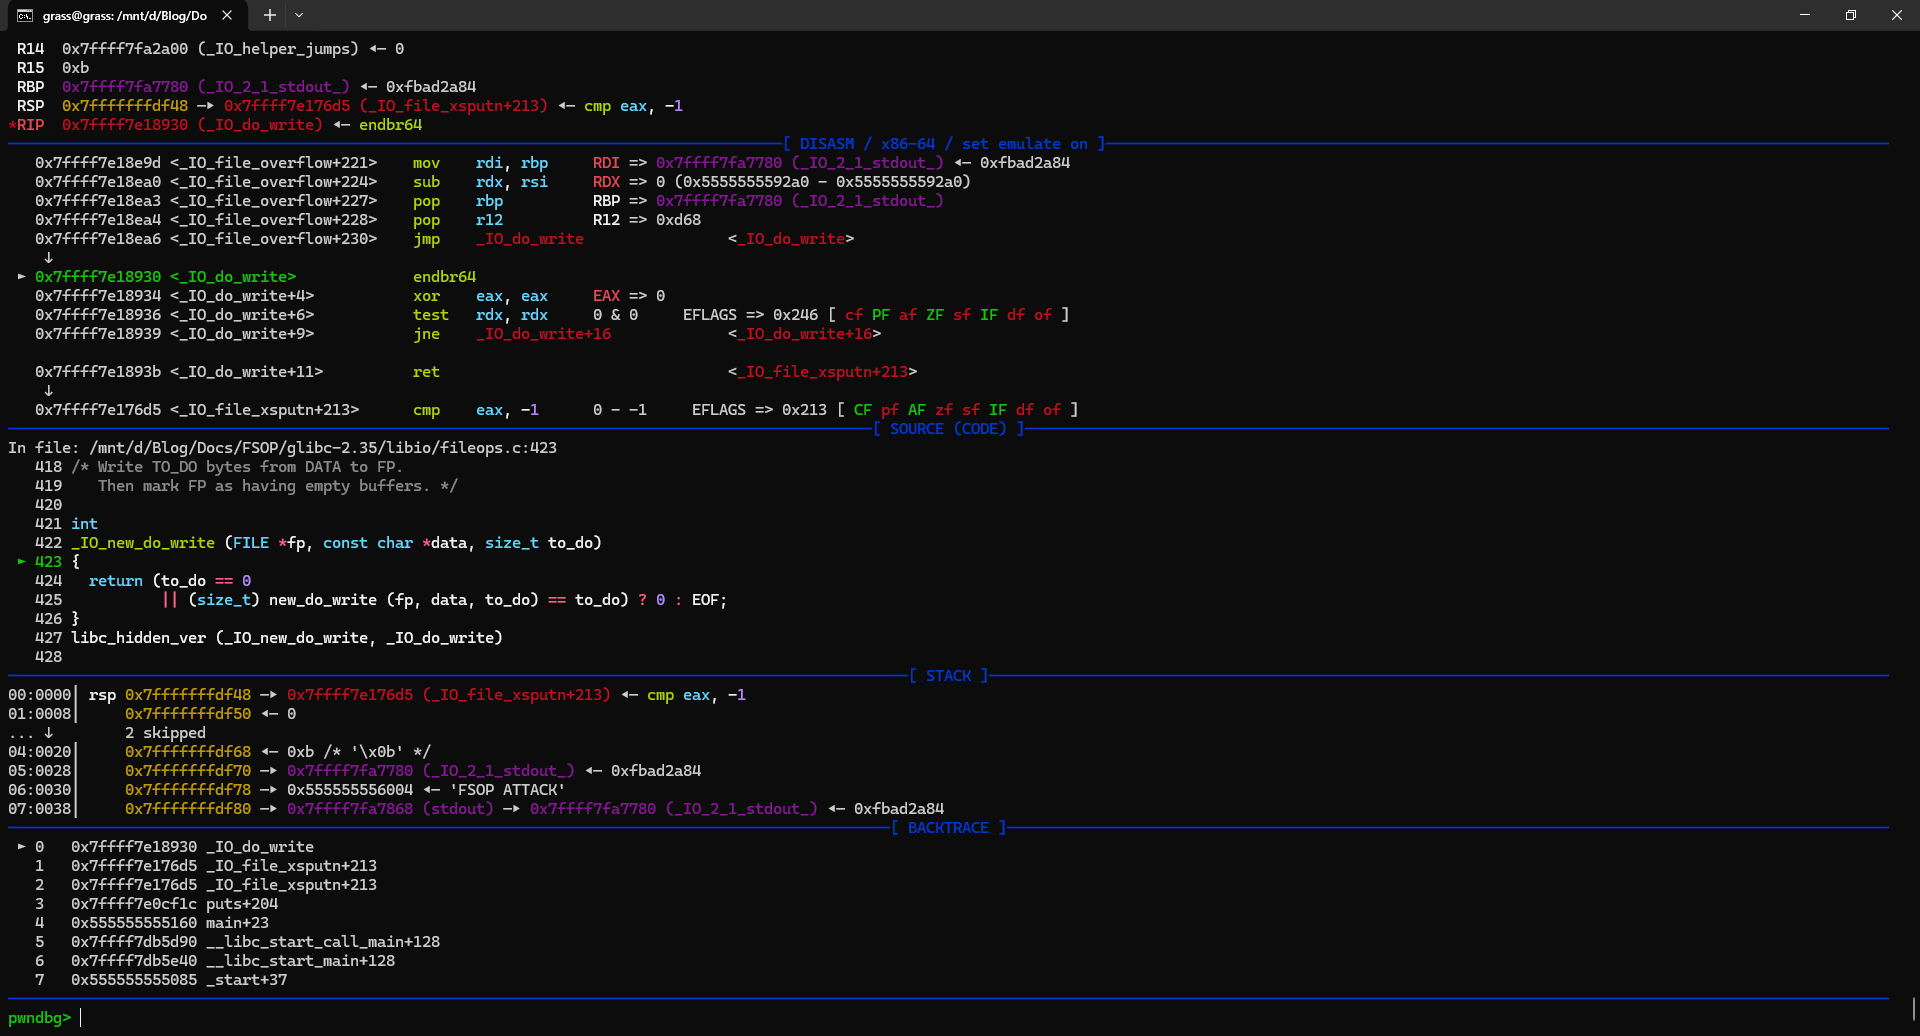 grass@grass: /mnt/d/Blog/Do
R14  0x7ffff7fa2a00 (_IO_helper_jumps) ◂— 0
R15  0xb
RBP  0x7ffff7fa7780 (_IO_2_1_stdout_) ◂— 0xfbad2a84
RSP  0x7fffffffdf48 —▸ 0x7ffff7e176d5 (_IO_file_xsputn+213) ◂— cmp eax, -1
*RIP  0x7ffff7e18930 (_IO_do_write) ◂— endbr64
[ DISASM / x86-64 / set emulate on ]
0x7ffff7e18e9d <_IO_file_overflow+221>    mov    rdi, rbp     RDI => 0x7ffff7fa7780 (_IO_2_1_stdout_) ◂— 0xfbad2a84
0x7ffff7e18ea0 <_IO_file_overflow+224>    sub    rdx, rsi     RDX => 0 (0x5555555592a0 - 0x5555555592a0)
0x7ffff7e18ea3 <_IO_file_overflow+227>    pop    rbp          RBP => 0x7ffff7fa7780 (_IO_2_1_stdout_)
0x7ffff7e18ea4 <_IO_file_overflow+228>    pop    r12          R12 => 0xd68
0x7ffff7e18ea6 <_IO_file_overflow+230>    jmp    _IO_do_write                <_IO_do_write>
↓
► 0x7ffff7e18930 <_IO_do_write>             endbr64
0x7ffff7e18934 <_IO_do_write+4>           xor    eax, eax     EAX => 0
0x7ffff7e18936 <_IO_do_write+6>           test   rdx, rdx     0 & 0     EFLAGS => 0x246 [ cf PF af ZF sf IF df of ]
0x7ffff7e18939 <_IO_do_write+9>           jne    _IO_do_write+16             <_IO_do_write+16>
0x7ffff7e1893b <_IO_do_write+11>          ret                                <_IO_file_xsputn+213>
↓
0x7ffff7e176d5 <_IO_file_xsputn+213>      cmp    eax, -1      0 - -1     EFLAGS => 0x213 [ CF pf AF zf sf IF df of ]
[ SOURCE (CODE) ]
In file: /mnt/d/Blog/Docs/FSOP/glibc-2.35/libio/fileops.c:423
418 /* Write TO_DO bytes from DATA to FP.
419    Then mark FP as having empty buffers. */
420
421 int
422 _IO_new_do_write (FILE *fp, const char *data, size_t to_do)
► 423 {
424   return (to_do == 0
425           || (size_t) new_do_write (fp, data, to_do) == to_do) ? 0 : EOF;
426 }
427 libc_hidden_ver (_IO_new_do_write, _IO_do_write)
428
[ STACK ]
00:0000│ rsp 0x7fffffffdf48 —▸ 0x7ffff7e176d5 (_IO_file_xsputn+213) ◂— cmp eax, -1
01:0008│     0x7fffffffdf50 ◂— 0
... ↓        2 skipped
04:0020│     0x7fffffffdf68 ◂— 0xb /* '\x0b' */
05:0028│     0x7fffffffdf70 —▸ 0x7ffff7fa7780 (_IO_2_1_stdout_) ◂— 0xfbad2a84
06:0030│     0x7fffffffdf78 —▸ 0x555555556004 ◂— 'FSOP ATTACK'
07:0038│     0x7fffffffdf80 —▸ 0x7ffff7fa7868 (stdout) —▸ 0x7ffff7fa7780 (_IO_2_1_stdout_) ◂— 0xfbad2a84
[ BACKTRACE ]
► 0   0x7ffff7e18930 _IO_do_write
1   0x7ffff7e176d5 _IO_file_xsputn+213
2   0x7ffff7e176d5 _IO_file_xsputn+213
3   0x7ffff7e0cf1c puts+204
4   0x555555555160 main+23
5   0x7ffff7db5d90 __libc_start_call_main+128
6   0x7ffff7db5e40 __libc_start_main+128
7   0x555555555085 _start+37
pwndbg>